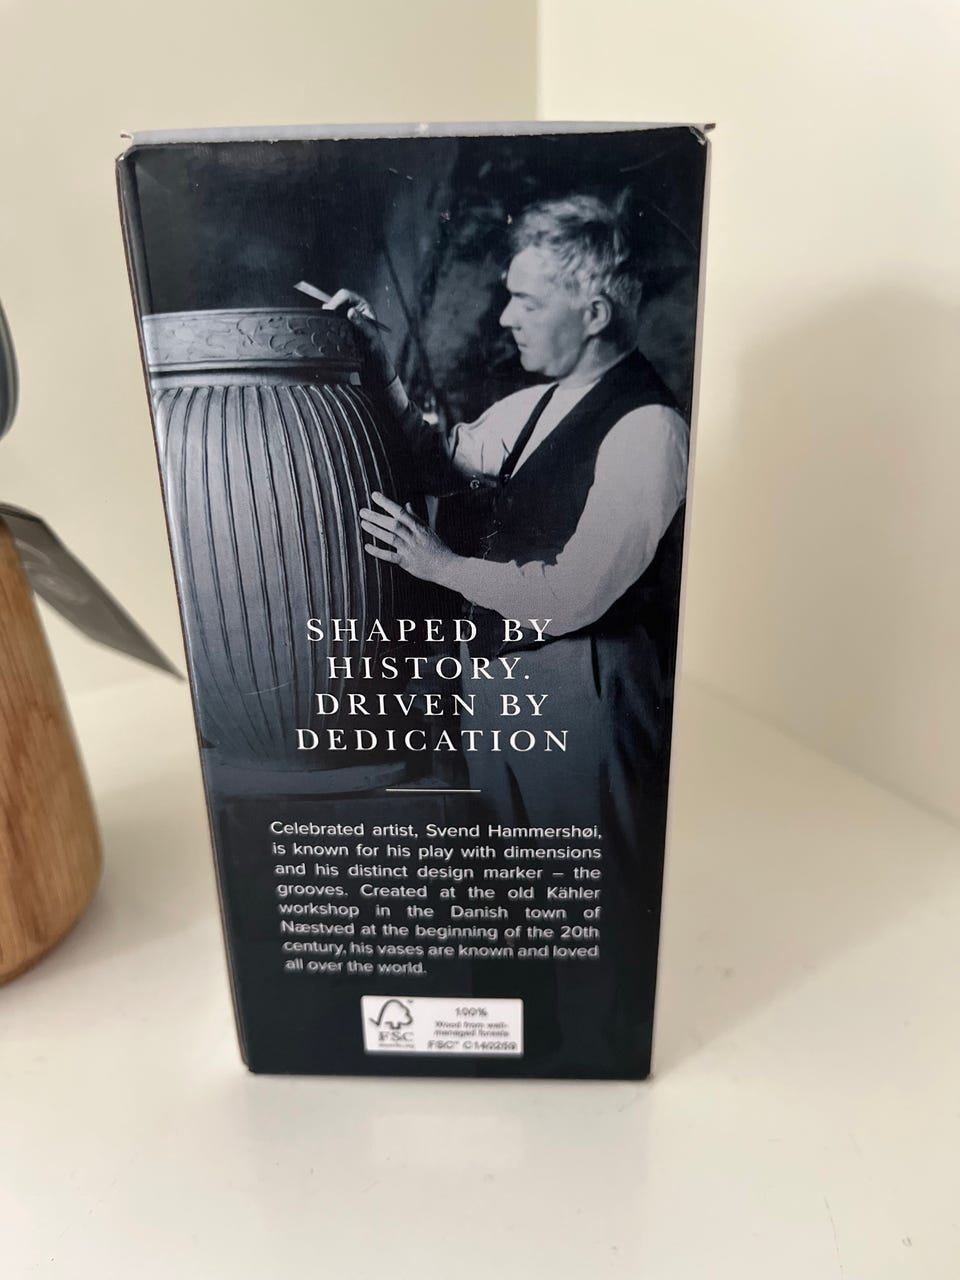 SHAPED BY
HISTORY.
DRIVEN BY
DEDICATION
Celebrated artist, Svend Hammershøi,
is known for his play with dimensions
and his distinct design marker – the
grooves. Created at the old Kähler
workshop in the Danish town of
Næstved at the beginning of the 20th
century, his vases are known and loved
all over the world.
FSC
100%
Wood from well-
managed forests
FSC® C140259